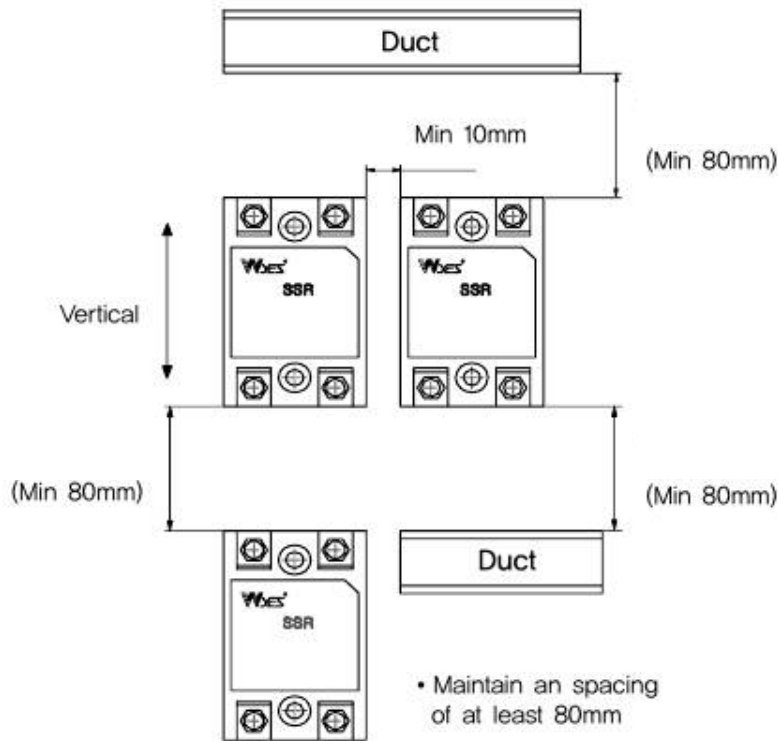 Duct
Min 10mm
(Min 80mm)
SSR
SSR
Vertical
(Min 80mm)
(Min 80mm)
Duct
SSR
• Maintain an spacing
of at least 80mm